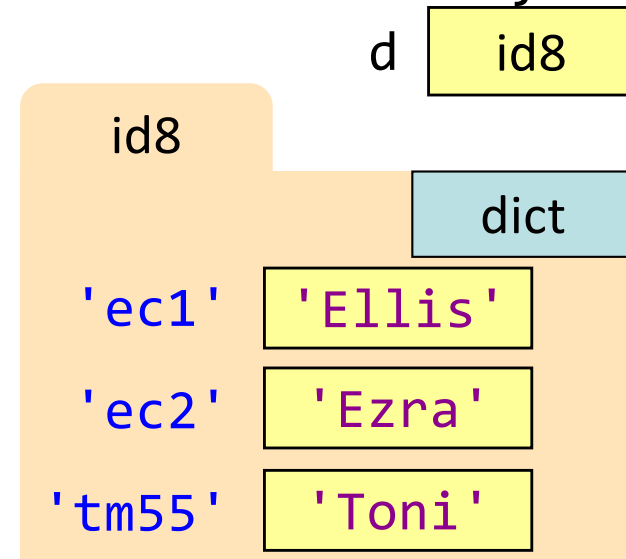 d id8
id8
dict
'ec1' 'Ellis'
'ec2' 'Ezra'
'tm55' 'Toni'